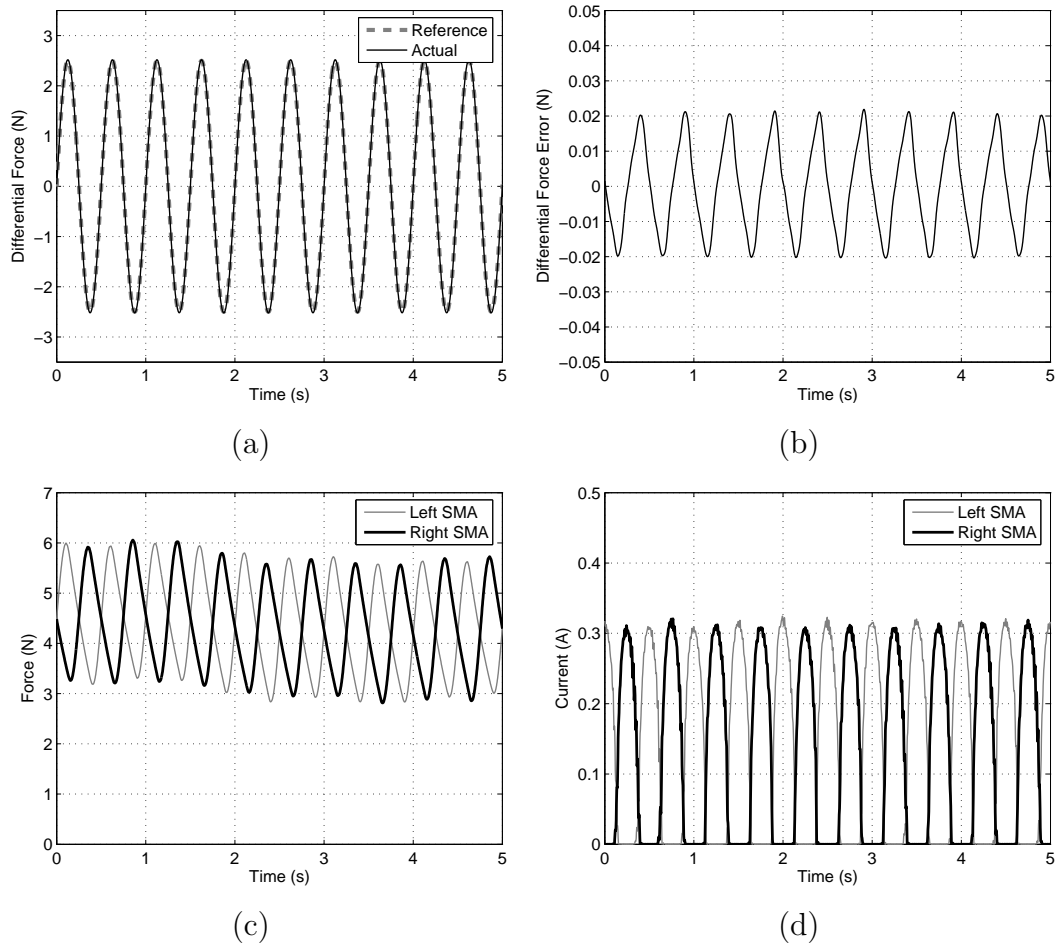 Reference
Actual
3
2
1
0
−1
−2
−3
0 1 2 3 4 5
Differential Force (N)
Time (s)
(a)
0.05
0.04
0.03
0.02
0.01
0
−0.01
−0.02
−0.03
−0.04
−0.05
0 1 2 3 4 5
Differential Force Error (N)
Time (s)
(b)
Left SMA
Right SMA
7
6
5
4
3
2
1
0
0 1 2 3 4 5
Force (N)
Time (s)
(c)
Left SMA
Right SMA
0.5
0.4
0.3
0.2
0.1
0
0 1 2 3 4 5
Current (A)
Time (s)
(d)